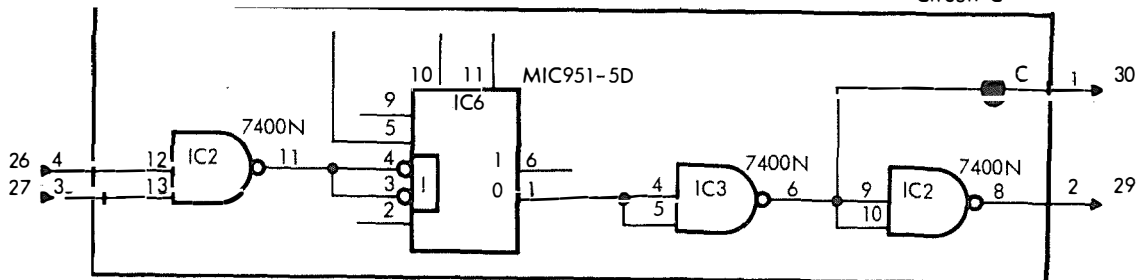 10 11 MIC951-5D
C 1 30
9 IC6
5
7400N
26 4 12 IC2 11 4 1 6 7400N 7400N
27 3 13 3 I 0 1 4 IC3 6 9 IC2 8 2 29
2 5 10